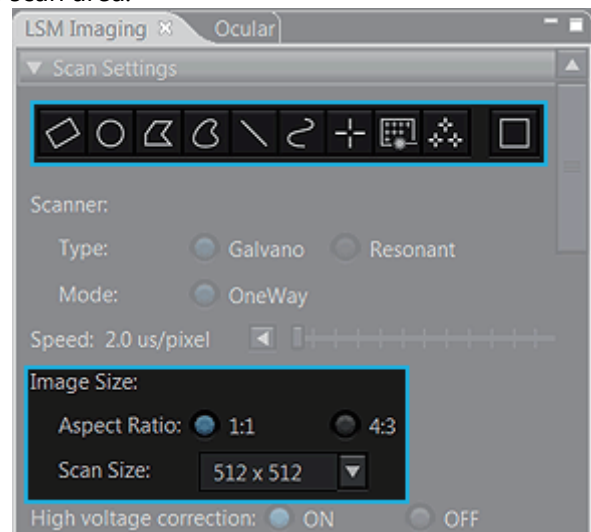 scan area.
LSM Imaging Ocular
Scan Settings
Scanner:
Type: Galvano Resonant
Mode: OneWay
Speed: 2.0 us/pixel
Image Size:
Aspect Ratio: 1:1 4:3
Scan Size: 512 x 512
High voltage correction: ON OFF